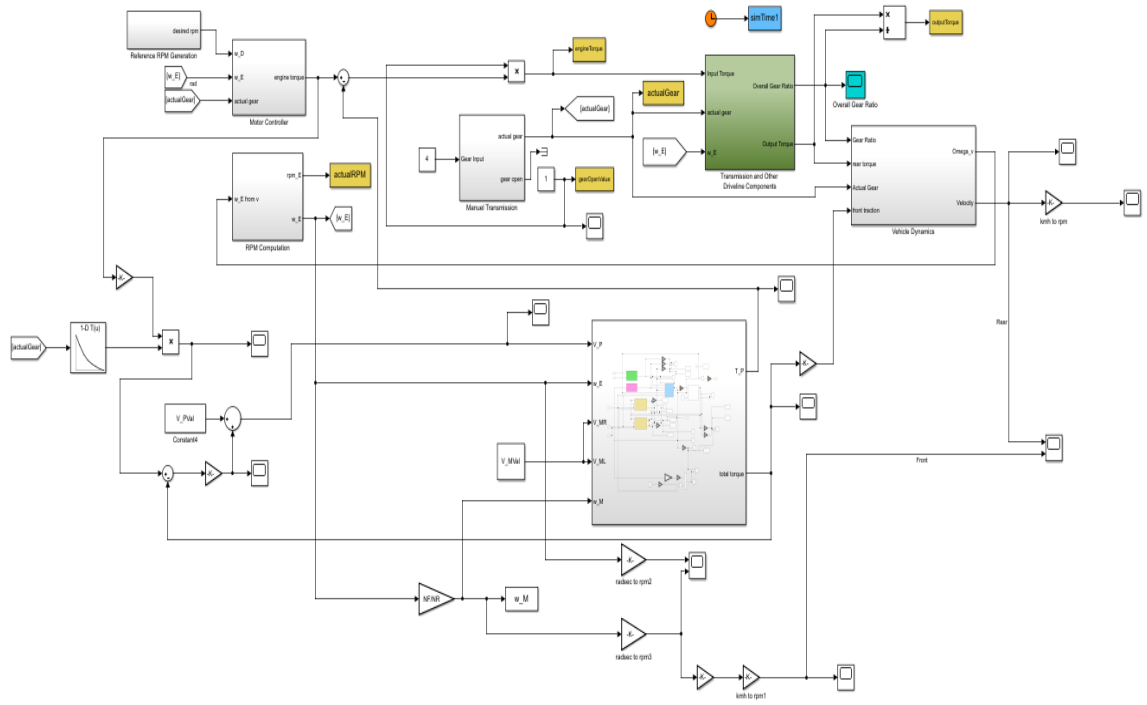 simTime1
outputTorque
desired rpm
Reference RPM Generation
w_D
[w_E]
rad
w_E
[actualGear]
actual gear
engine torque
Motor Controller
engineTorque
actualGear
[actualGear]
Input Torque
actual gear
w_E
Overall Gear Ratio
Output Torque
Transmission and Other
Driveline Components
Overall Gear Ratio
4
Gear Input
actual gear
gear open
Manual Transmission
[w_E]
1
gearOpenValue
Gear Ratio
rear torque
Actual Gear
front traction
Omega_v
Velocity
Vehicle Dynamics
-K-
kmh to rpm
w_E from v
rpm_E
w_E
RPM Computation
actualRPM
[w_E]
-K-
[actualGear]
1-D T(u)
V_PVal
Constant4
-K-
V_P
w_E
V_MR
V_ML
w_M
T_P
total torque
V_MVal
-K-
Rear
Front
NF/NR
w_M
-K-
radsec to rpm2
-K-
radsec to rpm3
-K-
-K-
kmh to rpm1